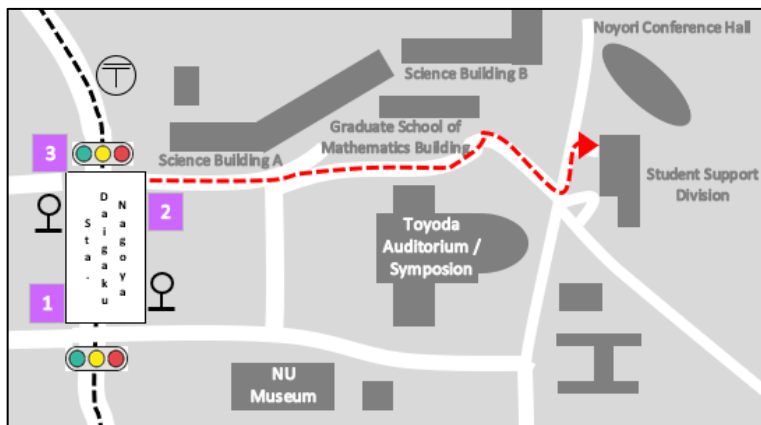 Noyori Conference Hall
Science Building B
Graduate School of
Mathematics Building
Science Building A
3
Student Support
Division
2
Nagoya
Daigaku
Sta.
Toyoda
Auditorium /
Symposion
1
NU
Museum